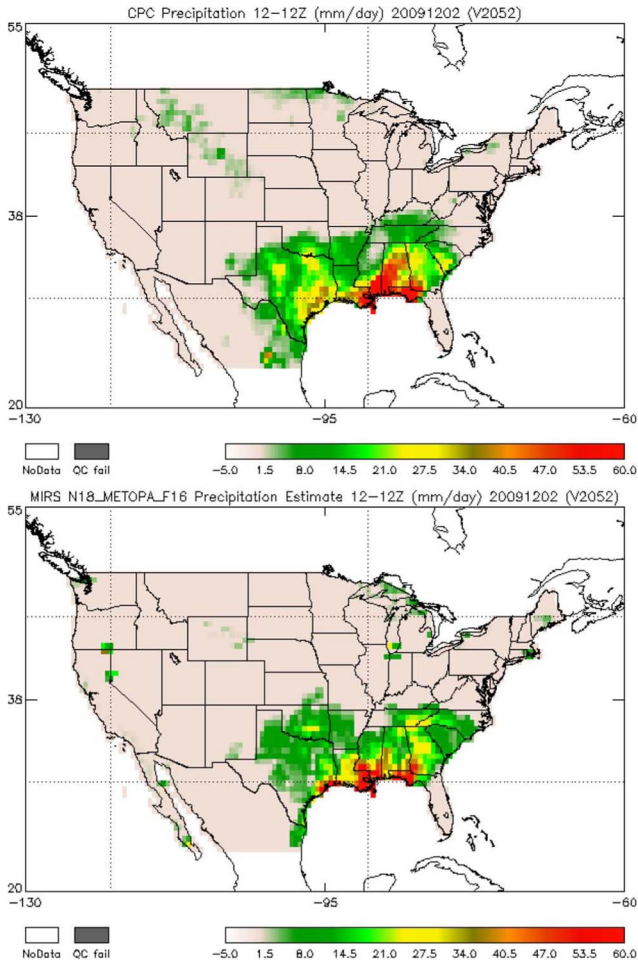 CPC Precipitation 12-12Z (mm/day) 20091202 (V2052)
55
38
20
-130 -95 -60
NoData QC fail -5.0 1.5 8.0 14.5 21.0 27.5 34.0 40.5 47.0 53.5 60.0
MIRS N18_METOPA_F16 Precipitation Estimate 12-12Z (mm/day) 20091202 (V2052)
55
38
20
-130 -95 -60
NoData QC fail -5.0 1.5 8.0 14.5 21.0 27.5 34.0 40.5 47.0 53.5 60.0